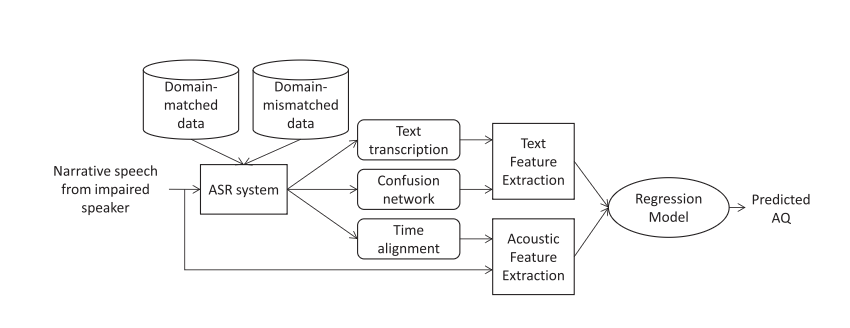 Domain-
matched
data
Domain-
mismatched
data
Narrative speech
from impaired
speaker
ASR system
Text
transcription
Confusion
network
Time
alignment
Text
Feature
Extraction
Acoustic
Feature
Extraction
Regression
Model
Predicted
AQ